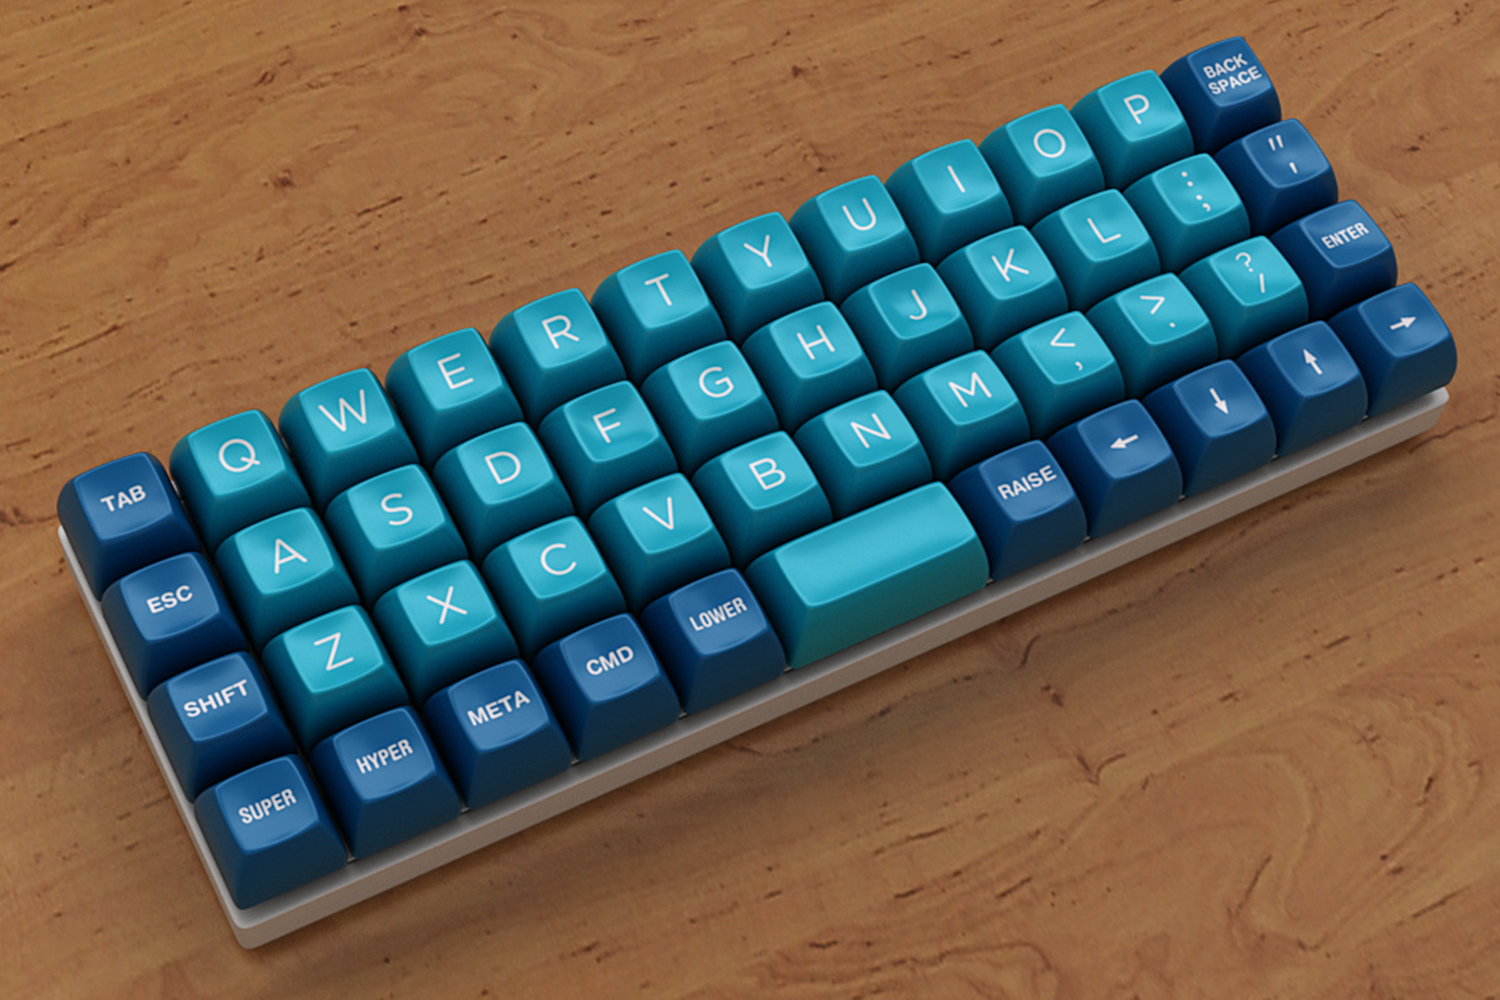 TAB Q W E R T Y U I O P BACK SPACE
ESC A S D F G H J K L : ; " '
SHIFT Z X C V B N M < , > . ? / ENTER
SUPER HYPER META CMD LOWER RAISE ← ↓ ↑ →